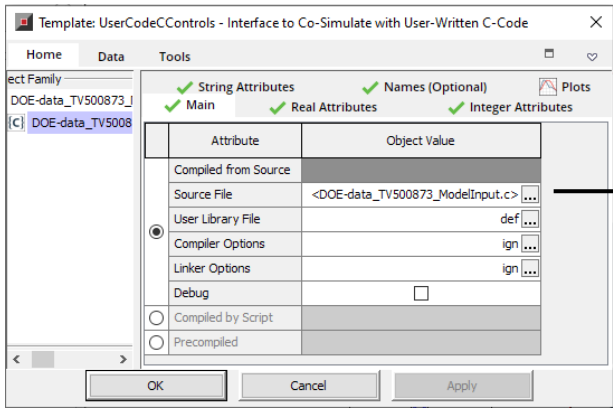 Template: UserCodeCControls - Interface to Co-Simulate with User-Written C-Code
Home Data Tools
ect Family
DOE-data_TV500873_I
{C} DOE-data_TV5008
String Attributes Names (Optional) Plots
Main Real Attributes Integer Attributes
Attribute Object Value
Compiled from Source
Source File <DOE-data_TV500873_ModelInput.c> ...
User Library File def ...
Compiler Options ign ...
Linker Options ign ...
Debug
Compiled by Script
Precompiled
OK Cancel Apply